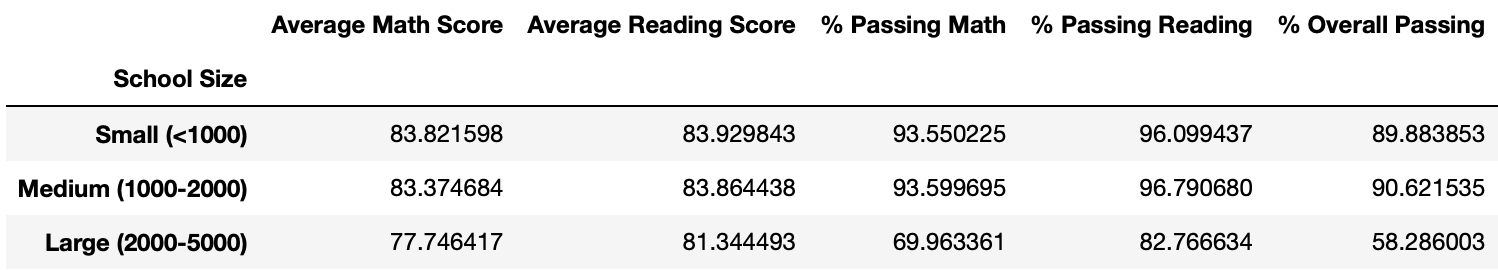 Average Math Score Average Reading Score % Passing Math % Passing Reading % Overall Passing
School Size
Small (<1000) 83.821598 83.929843 93.550225 96.099437 89.883853
Medium (1000-2000) 83.374684 83.864438 93.599695 96.790680 90.621535
Large (2000-5000) 77.746417 81.344493 69.963361 82.766634 58.286003